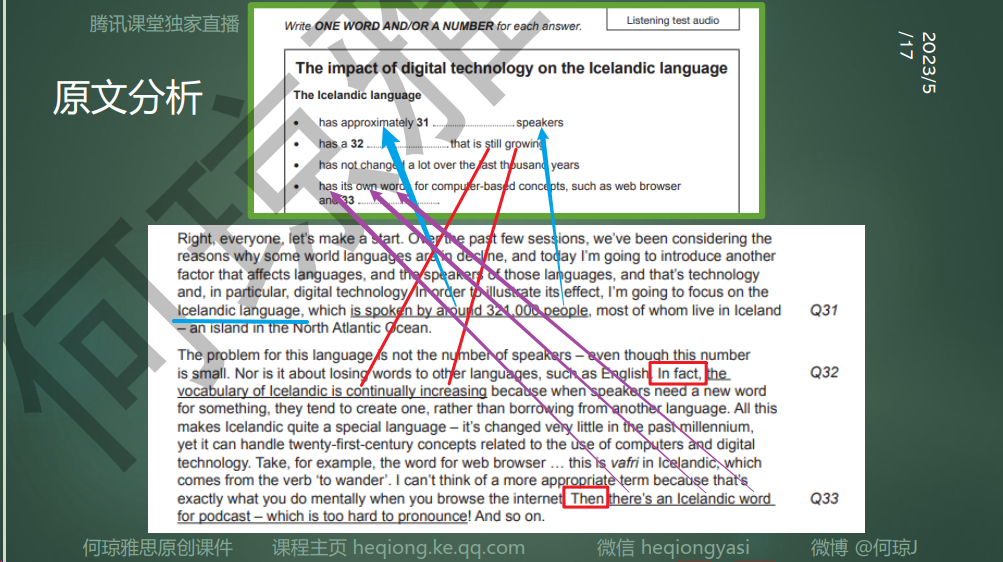 腾讯课堂独家直播
Write ONE WORD AND/OR A NUMBER for each answer.
Listening test audio
2023/5
/17
原文分析
The impact of digital technology on the Icelandic language
The Icelandic language
• has approximately 31 ........................ speakers
• has a 32 ........................ that is still growing
• has not changed a lot over the last thousand years
• has its own words for computer-based concepts, such as web browser
and 33 ........................
Right, everyone, let's make a start. Over the past few sessions, we've been considering the
reasons why some world languages are in decline, and today I'm going to introduce another
factor that affects languages, and the speakers of those languages, and that's technology
and, in particular, digital technology. In order to illustrate its effect, I'm going to focus on the
Icelandic language, which is spoken by around 321,000 people, most of whom live in Iceland Q31
– an island in the North Atlantic Ocean.
The problem for this language is not the number of speakers – even though this number
is small. Nor is it about losing words to other languages, such as English. In fact, the Q32
vocabulary of Icelandic is continually increasing because when speakers need a new word
for something, they tend to create one, rather than borrowing from another language. All this
makes Icelandic quite a special language – it's changed very little in the past millennium,
yet it can handle twenty-first-century concepts related to the use of computers and digital
technology. Take, for example, the word for web browser … this is vafri in Icelandic, which
comes from the verb 'to wander'. I can't think of a more appropriate term because that's
exactly what you do mentally when you browse the internet. Then there's an Icelandic word Q33
for podcast – which is too hard to pronounce! And so on.
何琼雅
何琼雅思原创课件 课程主页 heqiong.ke.qq.com 微信 heqiongyasi 微博 @何琼J